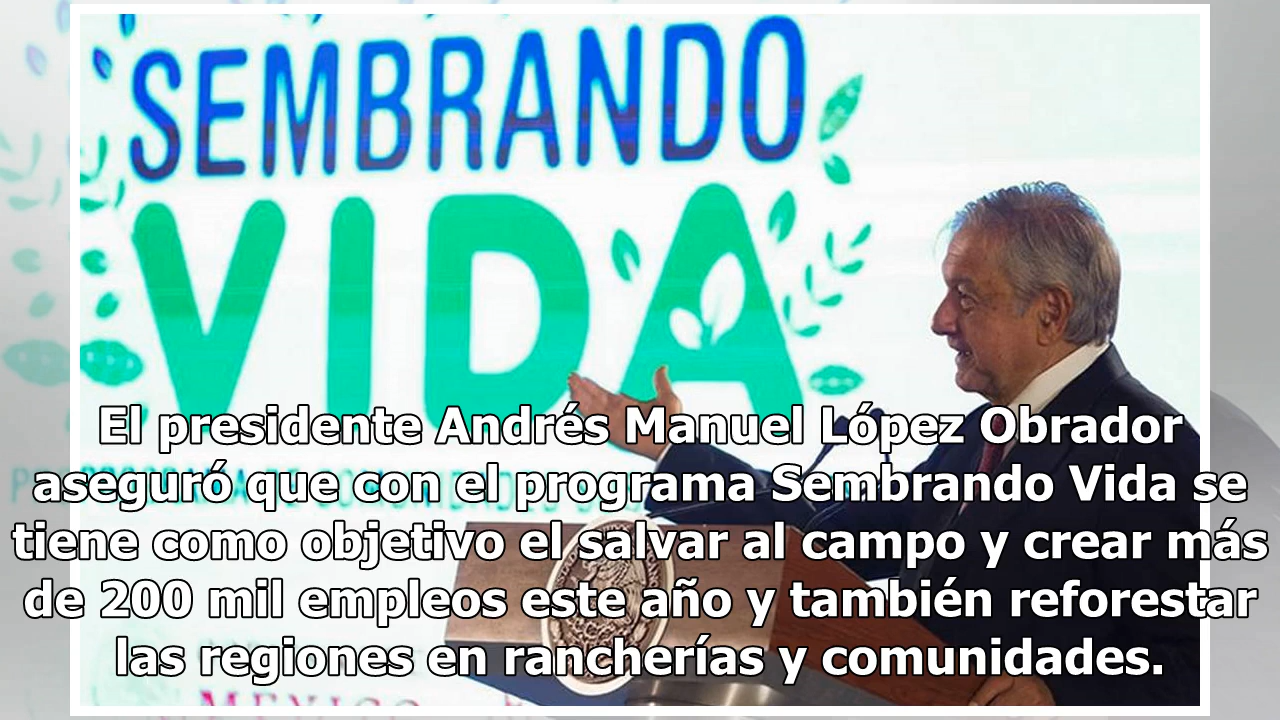 SEMBRANDO
VIDA
El presidente Andrés Manuel López Obrador
aseguró que con el programa Sembrando Vida se
tiene como objetivo el salvar al campo y crear más
de 200 mil empleos este año y también reforestar
las regiones en rancherías y comunidades.
MÉXICO